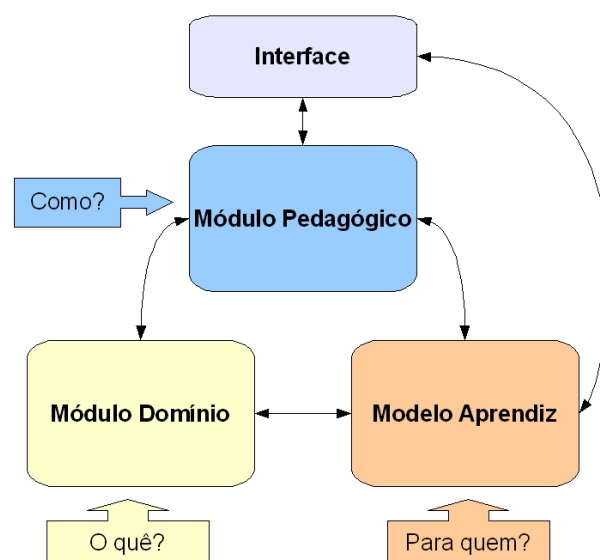 Interface
Como?
Módulo Pedagógico
Módulo Domínio
Modelo Aprendiz
O quê?
Para quem?